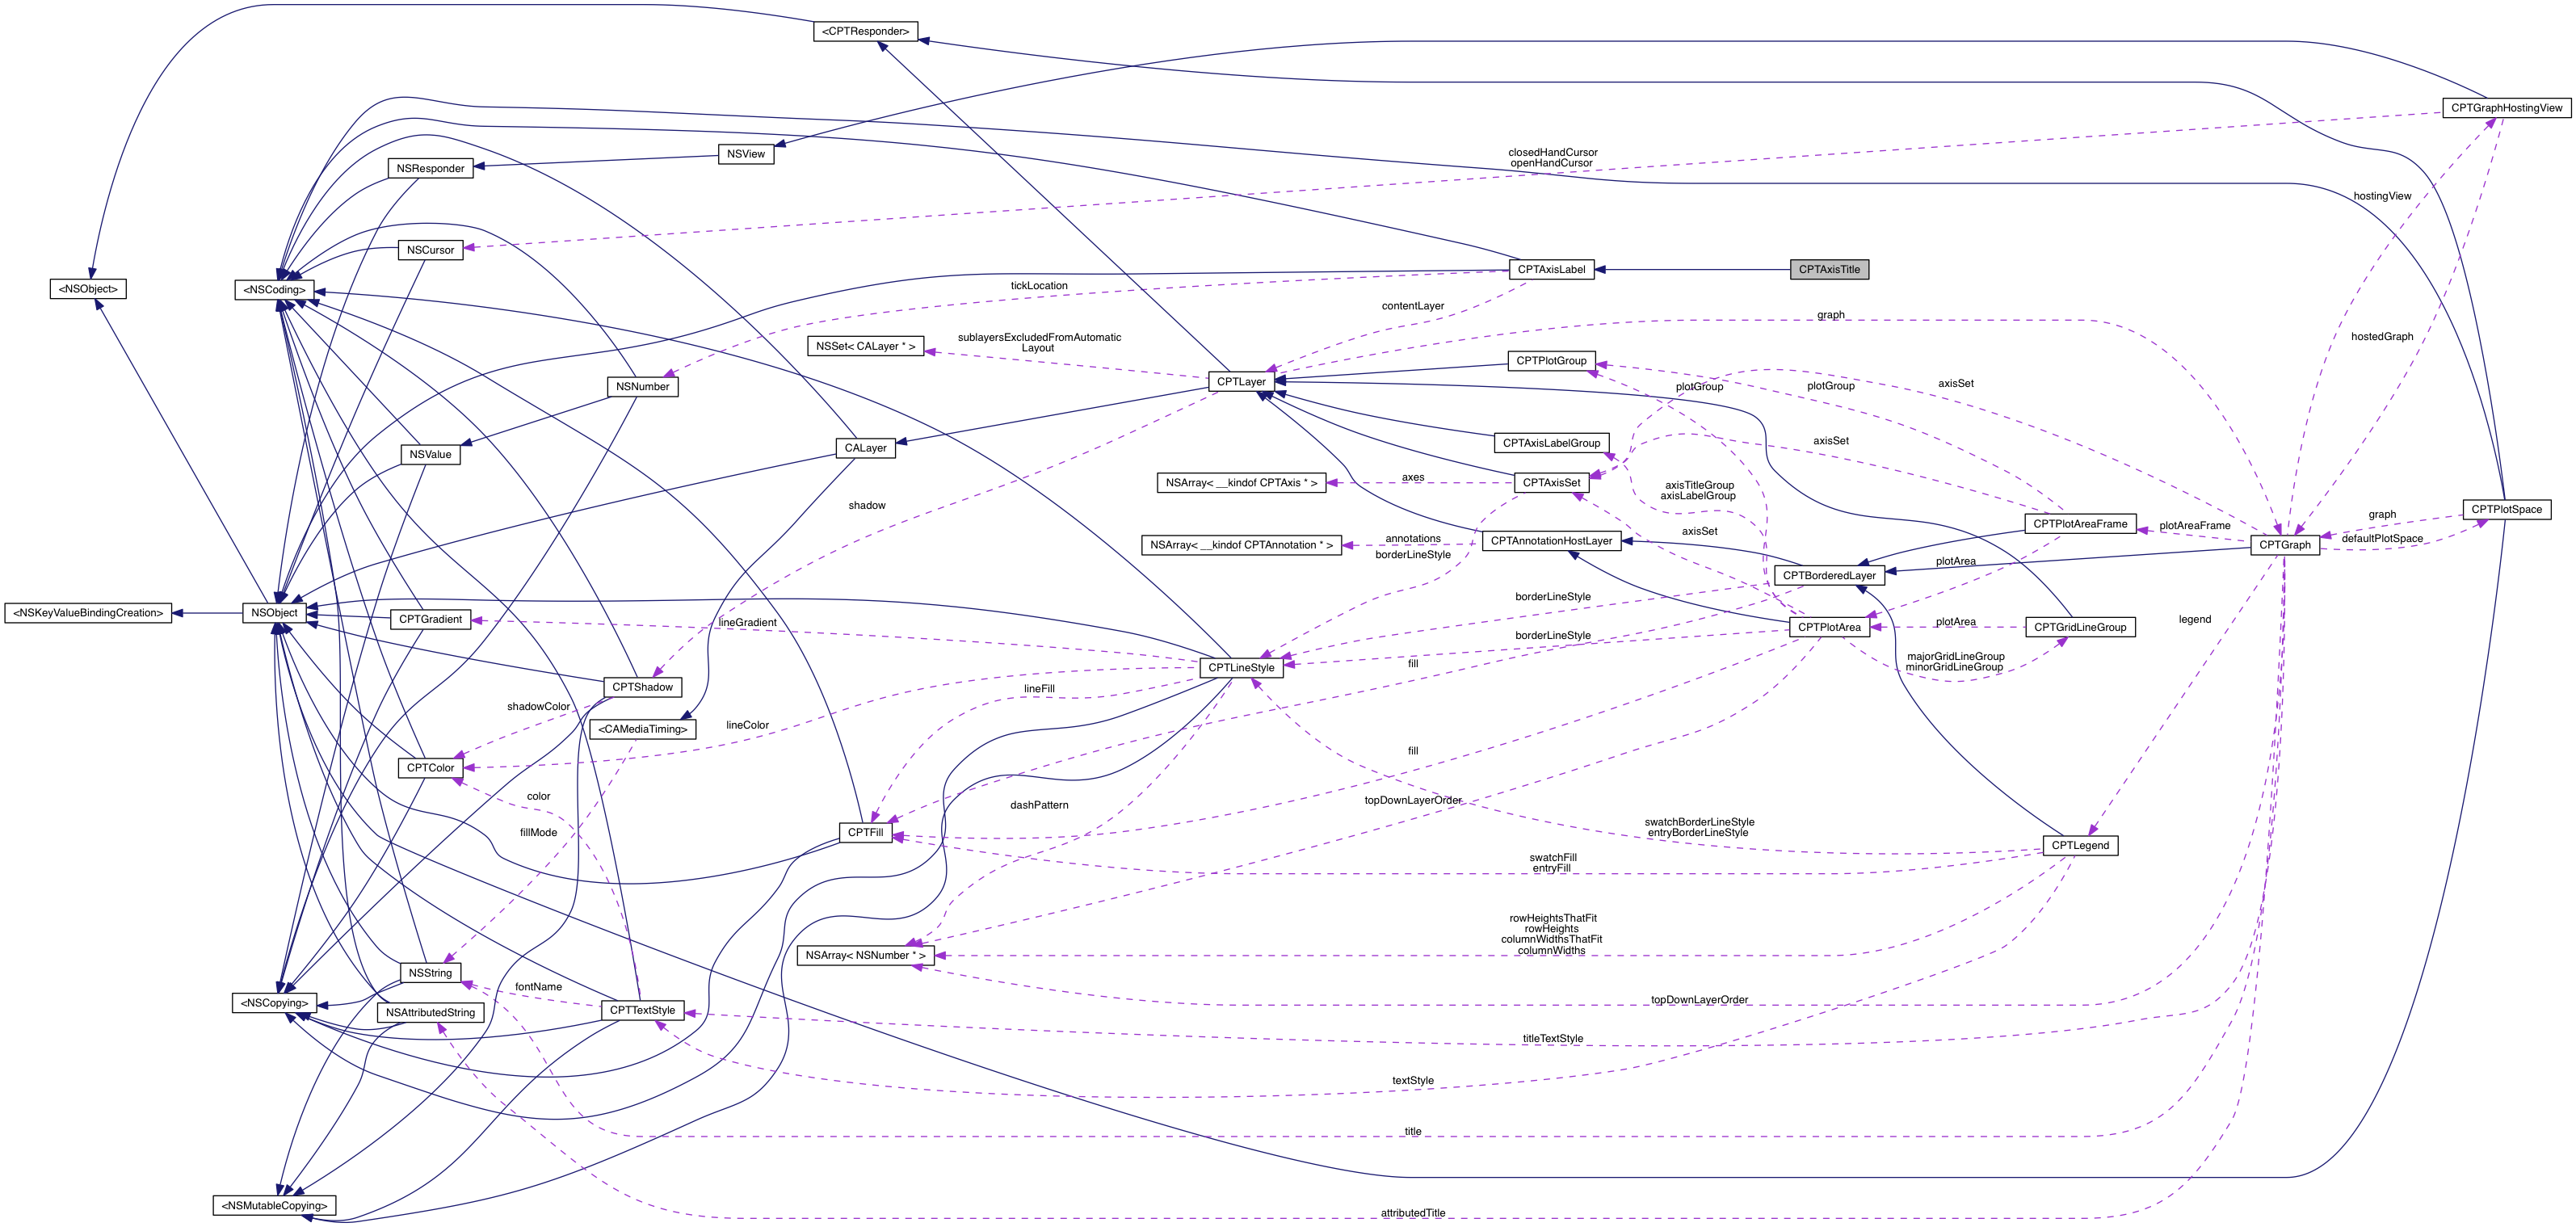 <CPTResponder>
CPTGraphHostingView
NSView
closedHandCursor
openHandCursor
NSResponder
hostingView
NSCursor
CPTAxisLabel
CPTAxisTitle
<NSObject>
<NSCoding>
tickLocation
contentLayer
graph
hostedGraph
sublayersExcludedFromAutomatic
Layout
NSSet< CALayer * >
CPTPlotGroup
CPTLayer
NSNumber
plotGroup
plotGroup
axisSet
CPTAxisLabelGroup
axisSet
CALayer
NSValue
axes
NSArray< __kindof CPTAxis * >
CPTAxisSet
axisTitleGroup
axisLabelGroup
shadow
CPTPlotSpace
graph
CPTPlotAreaFrame
plotAreaFrame
axisSet
annotations
defaultPlotSpace
NSArray< __kindof CPTAnnotation * >
CPTAnnotationHostLayer
CPTGraph
borderLineStyle
plotArea
CPTBorderedLayer
borderLineStyle
<NSKeyValueBindingCreation>
NSObject
CPTGradient
lineGradient
CPTPlotArea
plotArea
CPTGridLineGroup
legend
borderLineStyle
majorGridLineGroup
minorGridLineGroup
fill
CPTLineStyle
CPTShadow
lineFill
shadowColor
lineColor
<CAMediaTiming>
fill
CPTColor
color
dashPattern
topDownLayerOrder
swatchBorderLineStyle
entryBorderLineStyle
fillMode
CPTFill
CPTLegend
swatchFill
entryFill
rowHeightsThatFit
rowHeights
columnWidthsThatFit
columnWidths
NSArray< NSNumber * >
NSString
fontName
<NSCopying>
NSAttributedString
CPTTextStyle
topDownLayerOrder
titleTextStyle
textStyle
title
<NSMutableCopying>
attributedTitle